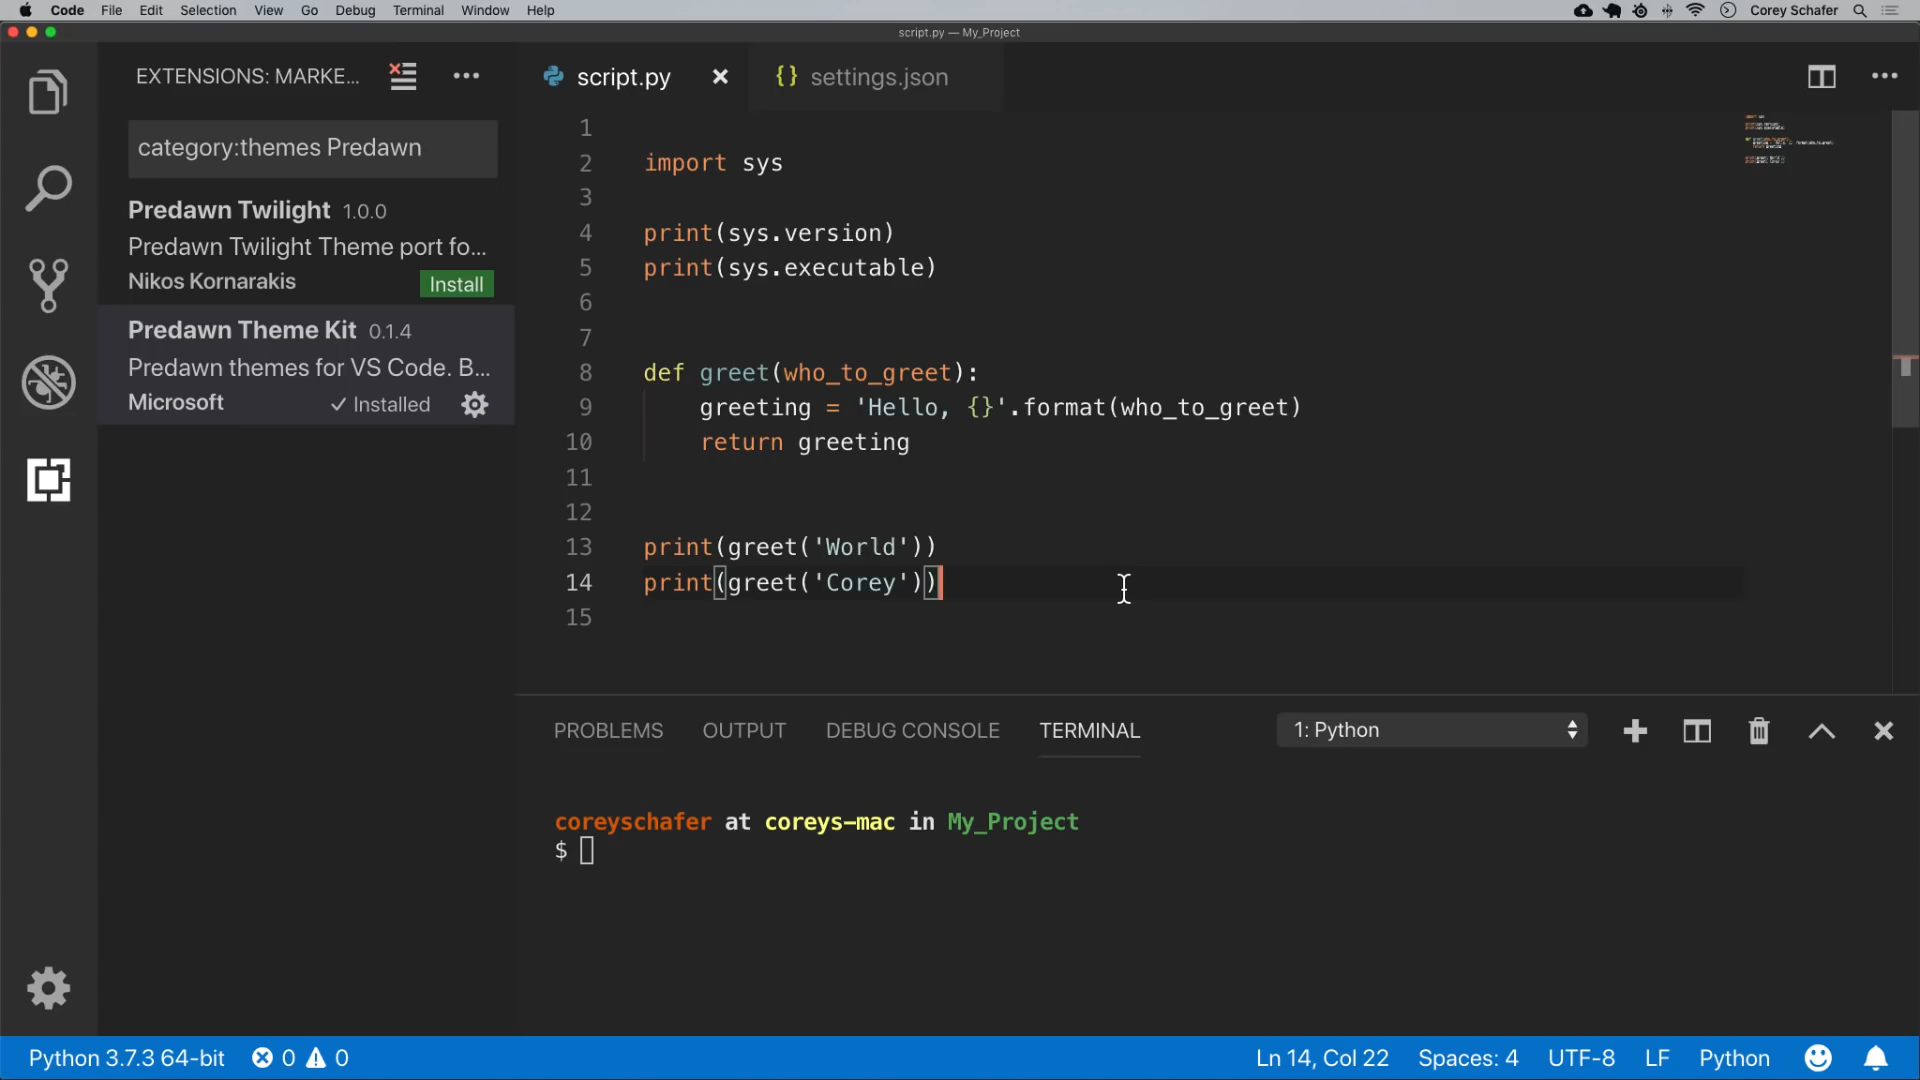 Code File Edit Selection View Go Debug Terminal Window Help
Corey Schafer
script.py — My_Project
EXTENSIONS: MARKE...
category:themes Predawn
Predawn Twilight 1.0.0
Predawn Twilight Theme port fo...
Nikos Kornarakis Install
Predawn Theme Kit 0.1.4
Predawn themes for VS Code. B...
Microsoft ✓ Installed
script.py {} settings.json
1
2 import sys
3
4 print(sys.version)
5 print(sys.executable)
6
7
8 def greet(who_to_greet):
9     greeting = 'Hello, {}'.format(who_to_greet)
10     return greeting
11
12
13 print(greet('World'))
14 print(greet('Corey'))
15
PROBLEMS OUTPUT DEBUG CONSOLE TERMINAL 1: Python
coreyschafer at coreys-mac in My_Project
$
Python 3.7.3 64-bit 0 0 Ln 14, Col 22 Spaces: 4 UTF-8 LF Python